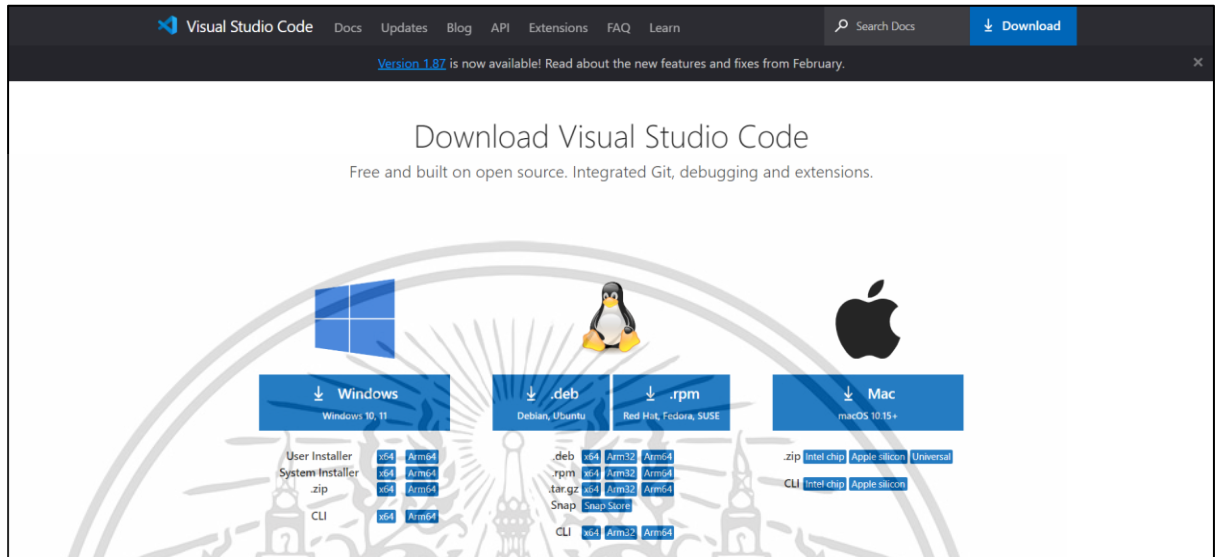 Visual Studio Code Docs Updates Blog API Extensions FAQ Learn Search Docs Download
Version 1.87 is now available! Read about the new features and fixes from February.
Download Visual Studio Code
Free and built on open source. Integrated Git, debugging and extensions.
Windows
Windows 10, 11
User Installer x64 Arm64
System Installer x64 Arm64
.zip x64 Arm64
CLI x64 Arm64
.deb
Debian, Ubuntu
.rpm
Red Hat, Fedora, SUSE
.deb x64 Arm32 Arm64
.rpm x64 Arm32 Arm64
.tar.gz x64 Arm32 Arm64
Snap Snap Store
CLI x64 Arm32 Arm64
Mac
macOS 10.15+
.zip Intel chip Apple silicon Universal
CLI Intel chip Apple silicon